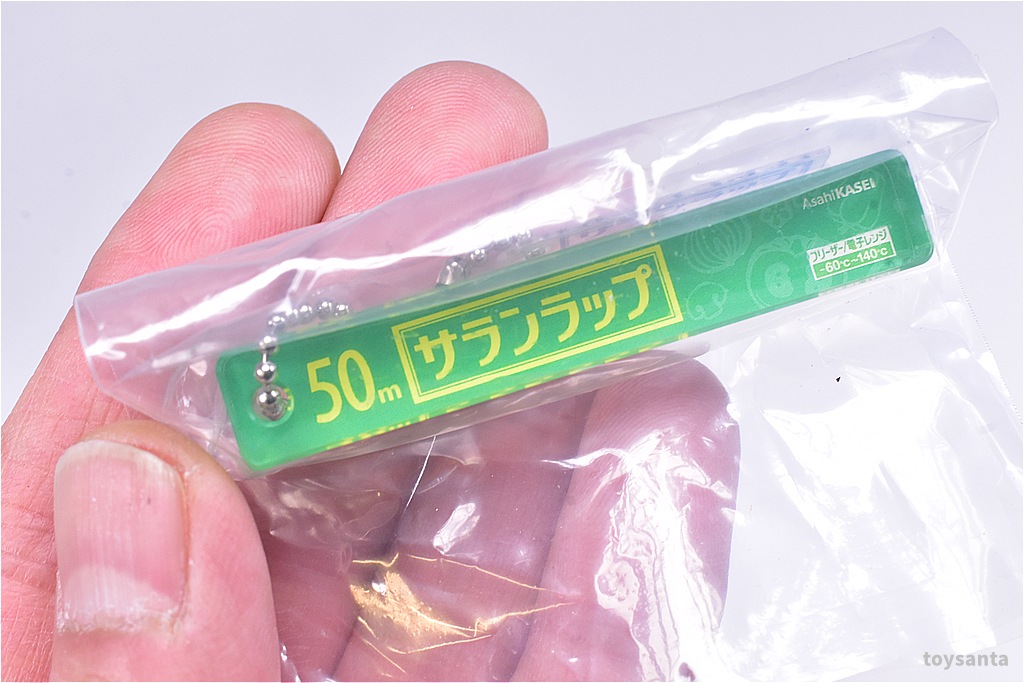 AsahiKASEI
フリーザー/電子レンジ
-60℃~140℃
50m
サランラップ
toysanta